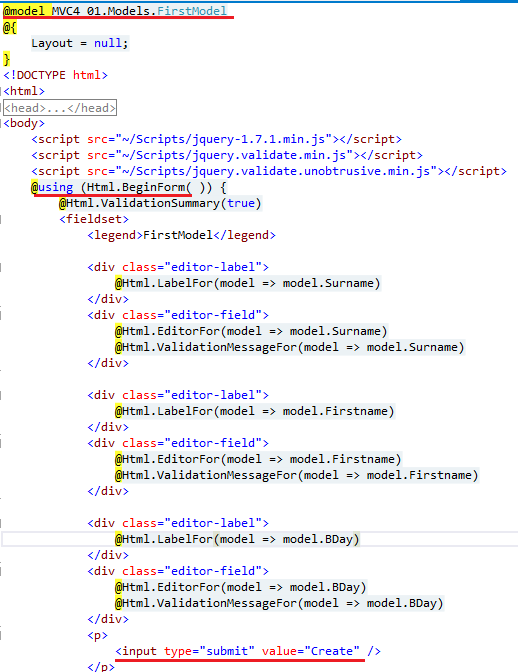 @model MVC4_01.Models.FirstModel
@{
    Layout = null;
}
<!DOCTYPE html>
<html>
<head>...</head>
<body>
    <script src="~/Scripts/jquery-1.7.1.min.js"></script>
    <script src="~/Scripts/jquery.validate.min.js"></script>
    <script src="~/Scripts/jquery.validate.unobtrusive.min.js"></script>
    @using (Html.BeginForm( )) {
        @Html.ValidationSummary(true)
        <fieldset>
            <legend>FirstModel</legend>

            <div class="editor-label">
                @Html.LabelFor(model => model.Surname)
            </div>
            <div class="editor-field">
                @Html.EditorFor(model => model.Surname)
                @Html.ValidationMessageFor(model => model.Surname)
            </div>

            <div class="editor-label">
                @Html.LabelFor(model => model.Firstname)
            </div>
            <div class="editor-field">
                @Html.EditorFor(model => model.Firstname)
                @Html.ValidationMessageFor(model => model.Firstname)
            </div>

            <div class="editor-label">
                @Html.LabelFor(model => model.BDay)
            </div>
            <div class="editor-field">
                @Html.EditorFor(model => model.BDay)
                @Html.ValidationMessageFor(model => model.BDay)
            </div>
            <p>
                <input type="submit" value="Create" />
            </p>